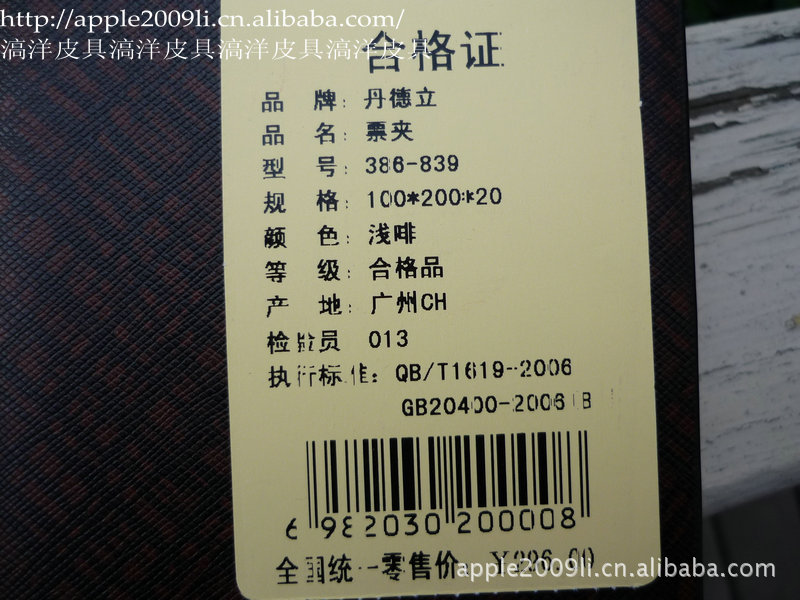 http://apple2009li.cn.alibaba.com/
滈洋皮具滈洋皮具滈洋皮具滈洋皮具
合格证
品 牌: 丹德立
品 名: 票夹
型 号: 386-839
规 格: 100*200*20
颜 色: 浅啡
等 级: 合格品
产 地: 广州CH
检验员 013
执行标准: QB/T1619-2006
GB20400-2006 B
6 982030 200008
全国统一零售价:
apple2009li.cn.alibaba.com